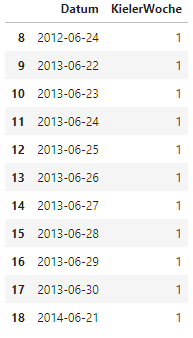 Datum KielerWoche
8 2012-06-24 1
9 2013-06-22 1
10 2013-06-23 1
11 2013-06-24 1
12 2013-06-25 1
13 2013-06-26 1
14 2013-06-27 1
15 2013-06-28 1
16 2013-06-29 1
17 2013-06-30 1
18 2014-06-21 1